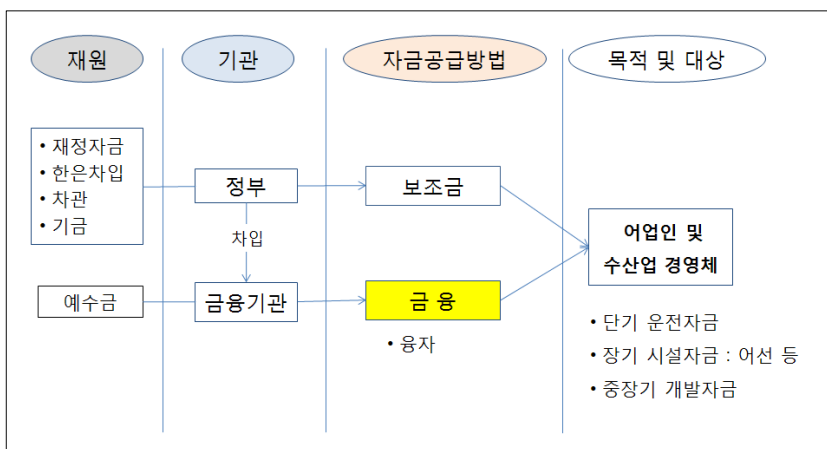 재원
기관
자금공급방법
목적 및 대상
• 재정자금
• 한은차입
• 차관
• 기금
정부
보조금
차입
어업인 및
수산업 경영체
예수금
금융기관
금 융
• 융자
• 단기 운전자금
• 장기 시설자금 : 어선 등
• 중장기 개발자금